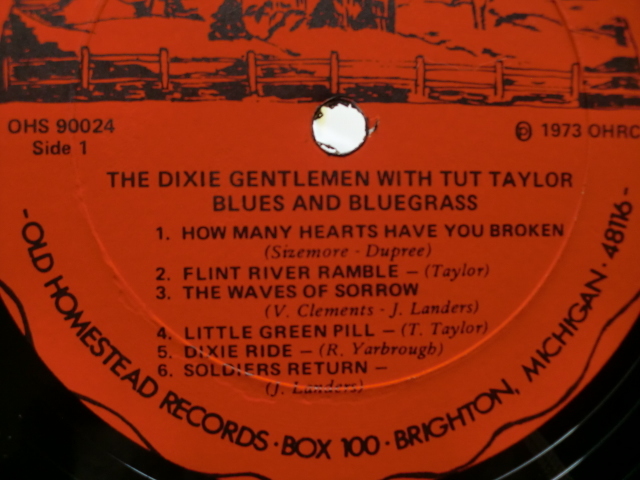 OHS 90024
Side 1
℗ 1973 OHRC
THE DIXIE GENTLEMEN WITH TUT TAYLOR
BLUES AND BLUEGRASS
1. HOW MANY HEARTS HAVE YOU BROKEN
(Sizemore - Dupree)
2. FLINT RIVER RAMBLE – (Taylor)
3. THE WAVES OF SORROW
(V. Clements - J. Landers)
4. LITTLE GREEN PILL – (T. Taylor)
5. DIXIE RIDE – (R. Yarbrough)
6. SOLDIERS RETURN –
(J. Landers)
-OLD HOMESTEAD RECORDS · BOX 100 · BRIGHTON, MICHIGAN · 48116-